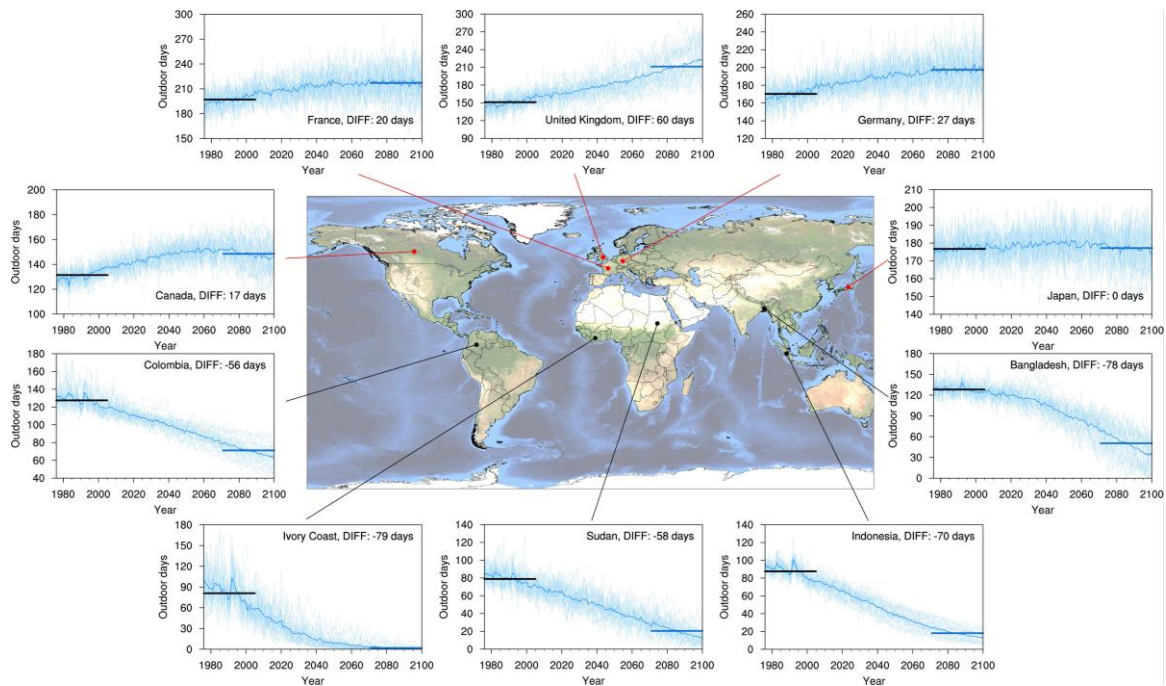 Outdoor days
300
270
240
210
180
150
France, DIFF: 20 days
1980 2000 2020 2040 2060 2080 2100
Year
Outdoor days
300
270
240
210
180
150
120
90
United Kingdom, DIFF: 60 days
1980 2000 2020 2040 2060 2080 2100
Year
Outdoor days
260
240
220
200
180
160
140
120
Germany, DIFF: 27 days
1980 2000 2020 2040 2060 2080 2100
Year
Outdoor days
200
180
160
140
120
100
Canada, DIFF: 17 days
1980 2000 2020 2040 2060 2080 2100
Outdoor days
210
200
190
180
170
160
150
140
Japan, DIFF: 0 days
1980 2000 2020 2040 2060 2080 2100
Outdoor days
180
160
140
120
100
80
60
40
Colombia, DIFF: -56 days
1980 2000 2020 2040 2060 2080 2100
Year
Outdoor days
180
150
120
90
60
30
0
Bangladesh, DIFF: -78 days
1980 2000 2020 2040 2060 2080 2100
Year
Outdoor days
180
150
120
90
60
30
0
Ivory Coast, DIFF: -79 days
1980 2000 2020 2040 2060 2080 2100
Year
Outdoor days
140
120
100
80
60
40
20
0
Sudan, DIFF: -58 days
1980 2000 2020 2040 2060 2080 2100
Year
Outdoor days
140
120
100
80
60
40
20
0
Indonesia, DIFF: -70 days
1980 2000 2020 2040 2060 2080 2100
Year